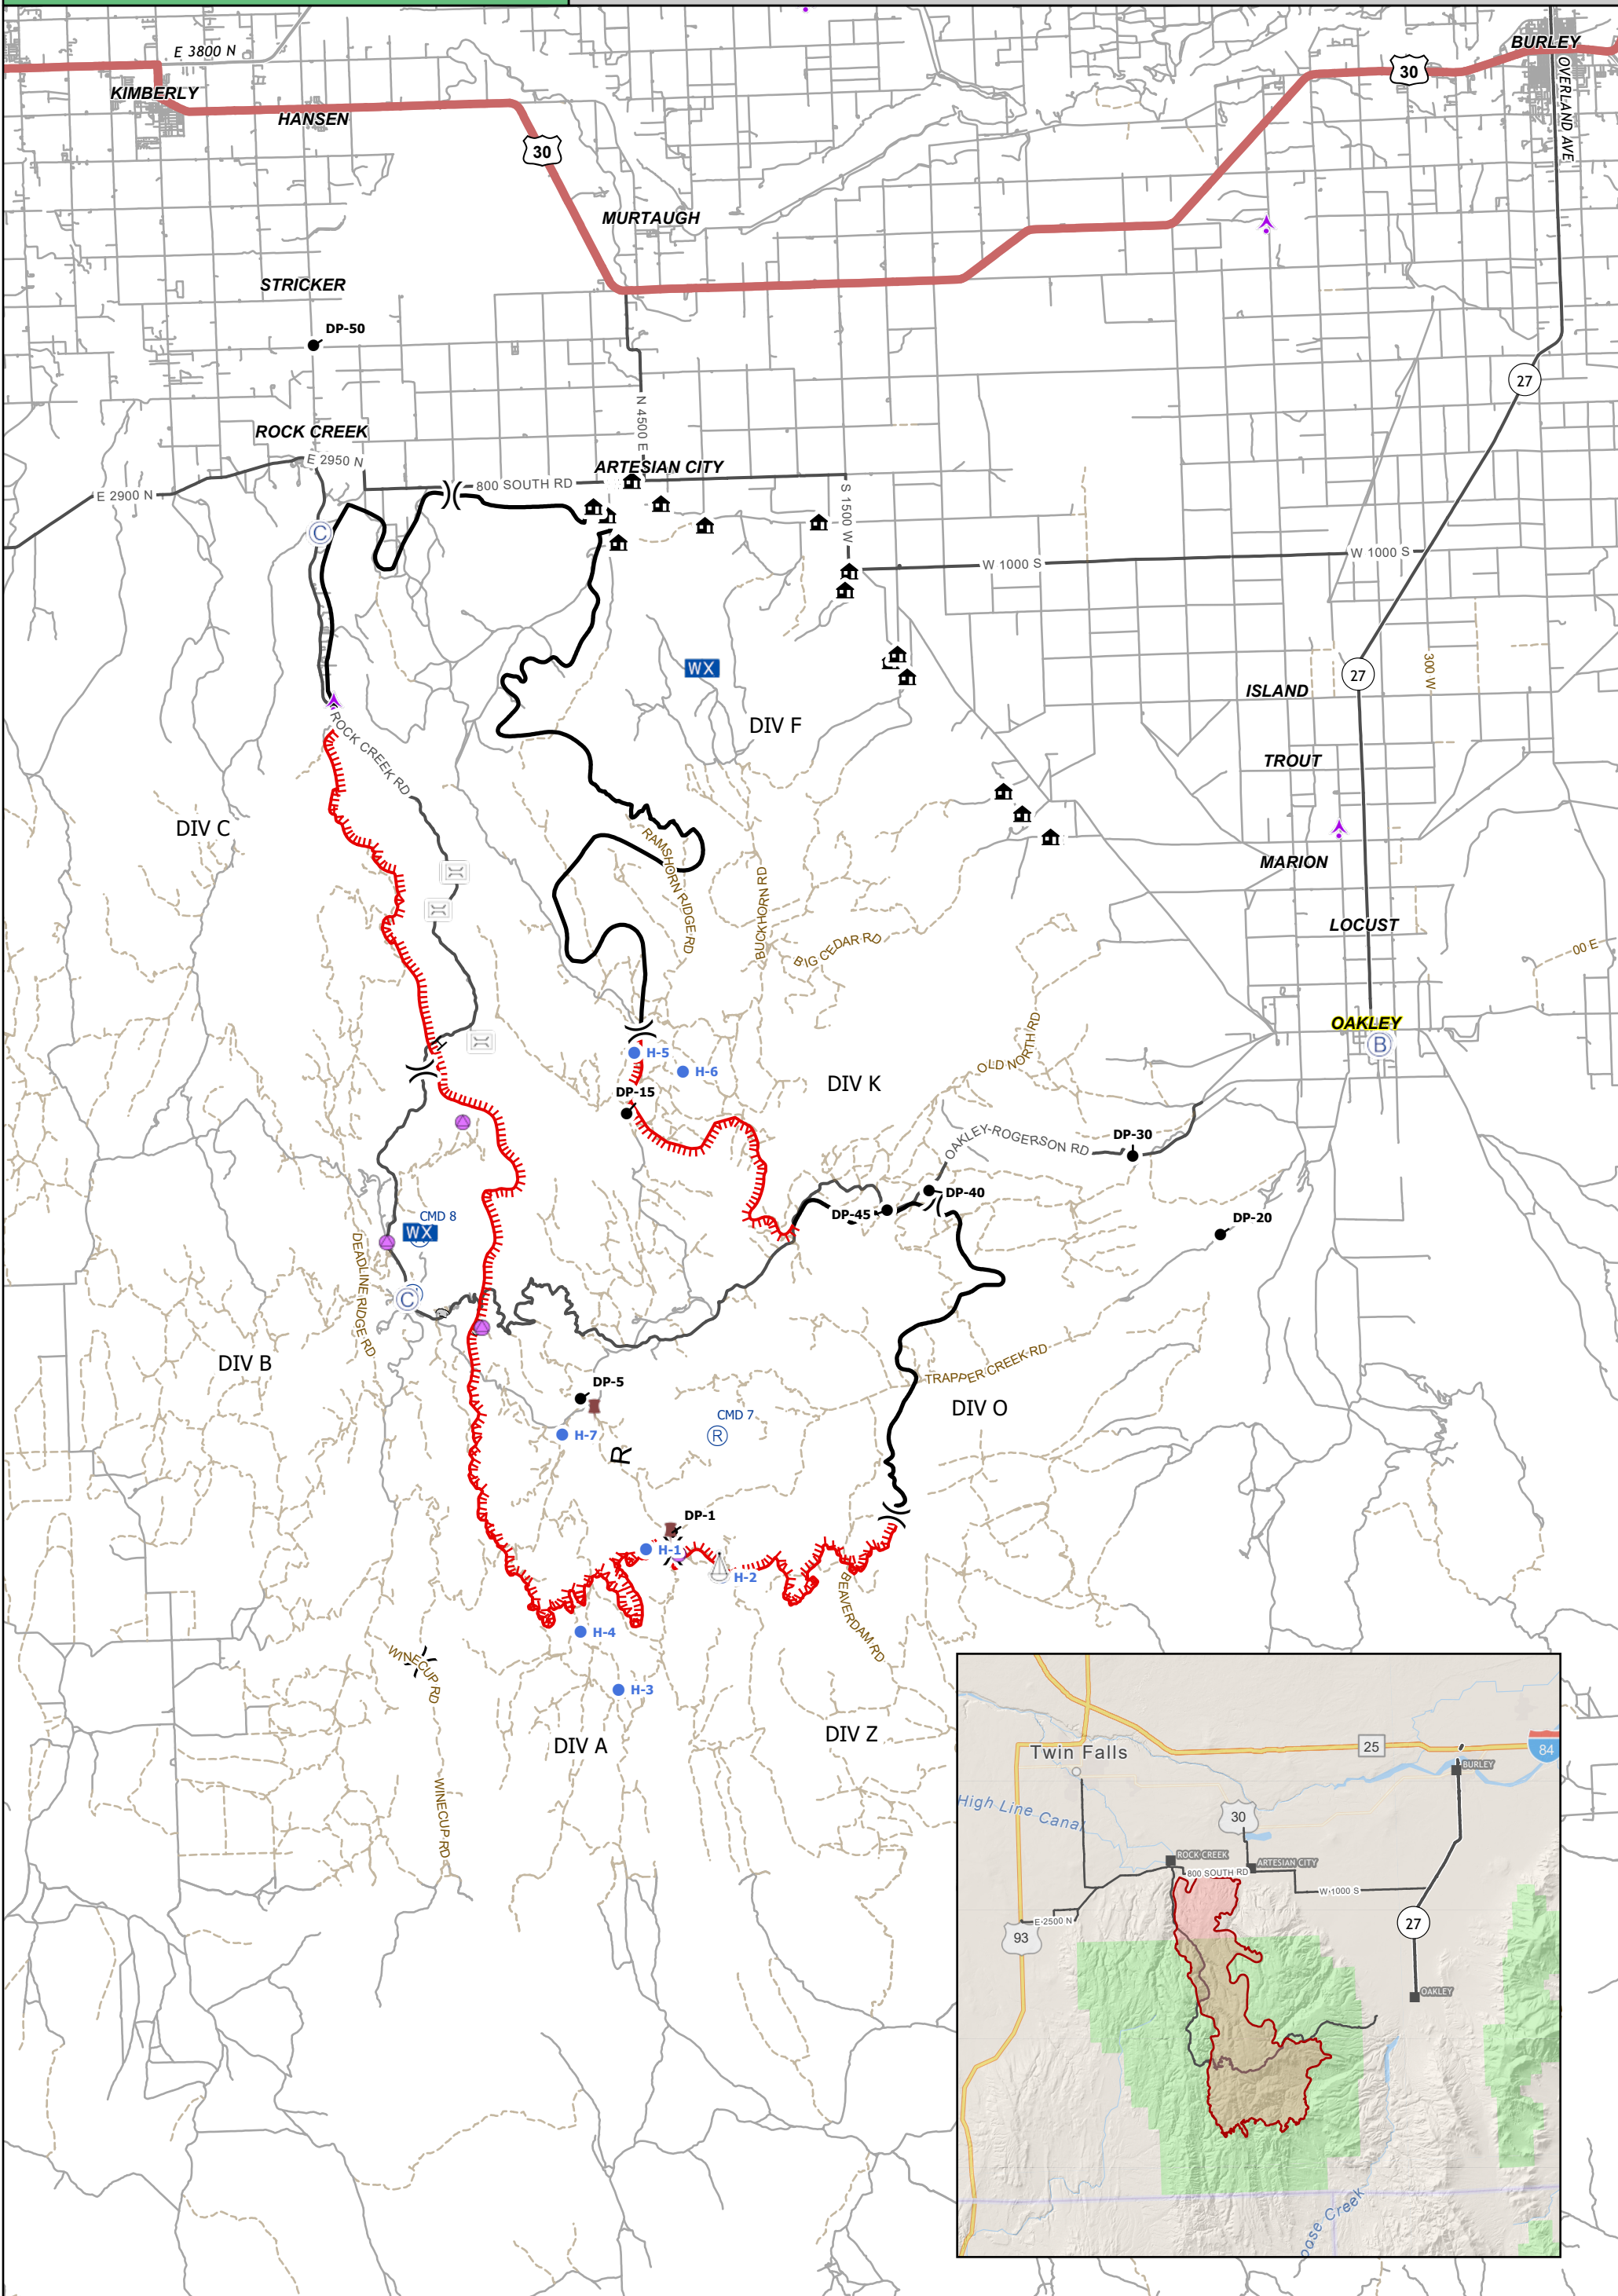 E 3800 N
BURLEY
30
KIMBERLY
OVERLAND AVE
HANSEN
30
MURTAUGH
STRICKER
DP-50
27
N 4500 E
ROCK CREEK
E 2950 N
ARTESIAN CITY
E 2900 N
800 SOUTH RD
S 1500 W
C
W 1000 S
W 1000 S
WX
300 W
27
ISLAND
ROCK CREEK RD
DIV F
TROUT
DIV C
MARION
RAMSHORN RIDGE RD
BUCKHORN RD
LOCUST
BIG CEDAR RD
00 E
OAKLEY
B
OLD NORTH RD
H-5
H-6
DIV K
DP-15
OAKLEY-ROGERSON RD
DP-30
DP-40
CMD 8
DP-45
DP-20
WX
DEADLINE RIDGE RD
C
DIV B
TRAPPER CREEK RD
DP-5
DIV O
CMD 7
H-7
R
R
DP-1
H-1
H-2
BEAVERDAM RD
H-4
WINECUP RD
H-3
DIV Z
DIV A
WINECUP RD
Twin Falls
25
84
BURLEY
High Line Canal
30
ROCK CREEK
ARTESIAN CITY
800 SOUTH RD
W 1000 S
E 2500 N
27
93
OAKLEY
oose Creek